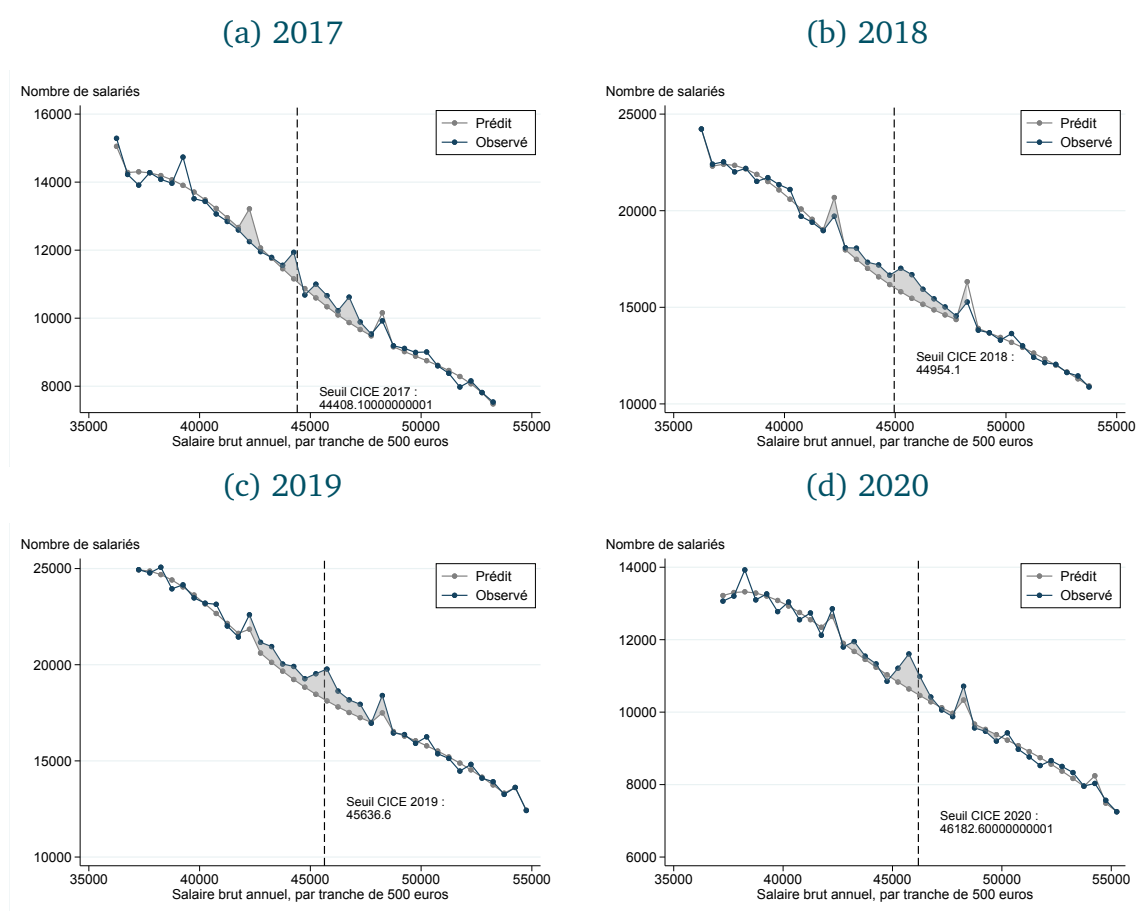 (a) 2017
Nombre de salariés
16000
14000
12000
10000
8000
Prédit
Observé
Seuil CICE 2017 :
44408.10000000001
35000 40000 45000 50000 55000
Salaire brut annuel, par tranche de 500 euros
(b) 2018
Nombre de salariés
25000
20000
15000
10000
Prédit
Observé
Seuil CICE 2018 :
44954.1
35000 40000 45000 50000 55000
Salaire brut annuel, par tranche de 500 euros
(c) 2019
Nombre de salariés
25000
20000
15000
10000
Prédit
Observé
Seuil CICE 2019 :
45636.6
35000 40000 45000 50000 55000
Salaire brut annuel, par tranche de 500 euros
(d) 2020
Nombre de salariés
14000
12000
10000
8000
6000
Prédit
Observé
Seuil CICE 2020 :
46182.60000000001
35000 40000 45000 50000 55000
Salaire brut annuel, par tranche de 500 euros